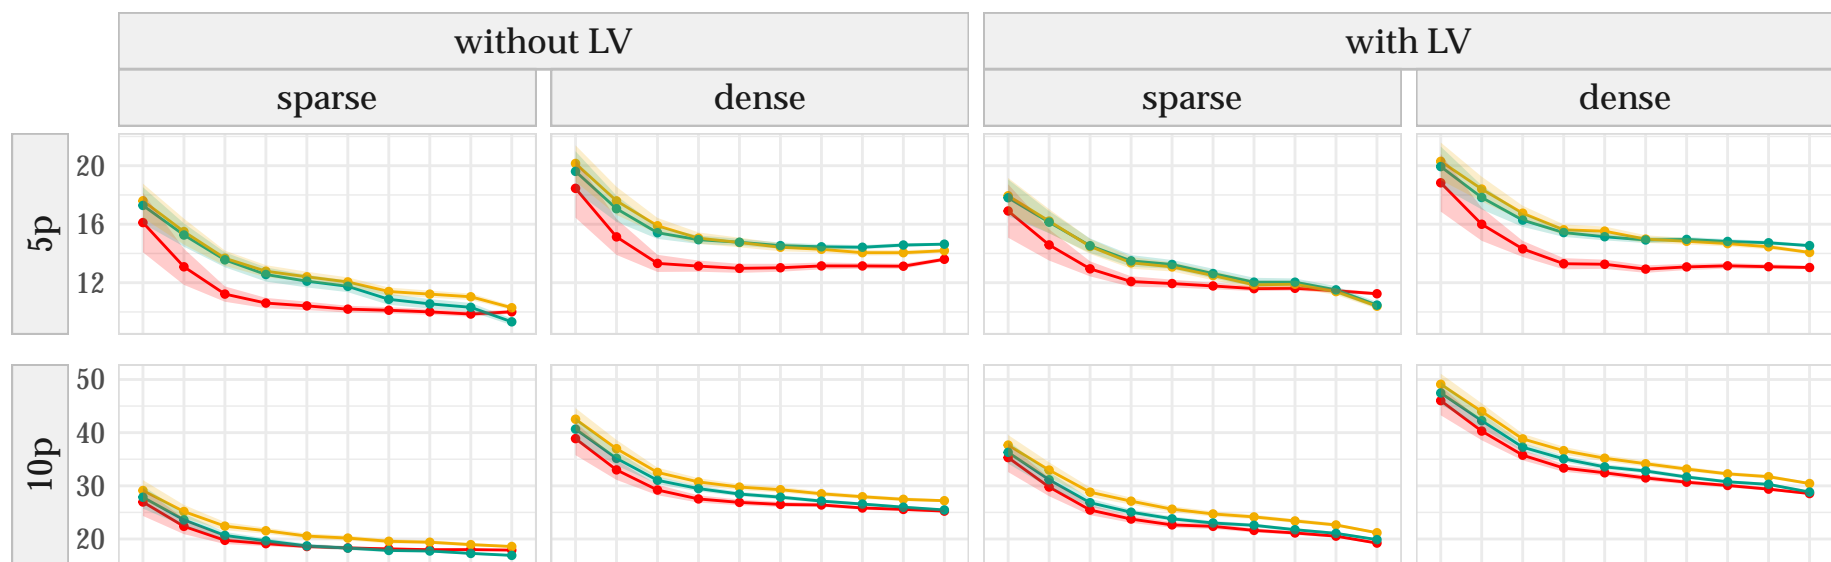 without LV
with LV
sparse
dense
sparse
dense
5p
20
16
12
10p
50
40
30
20